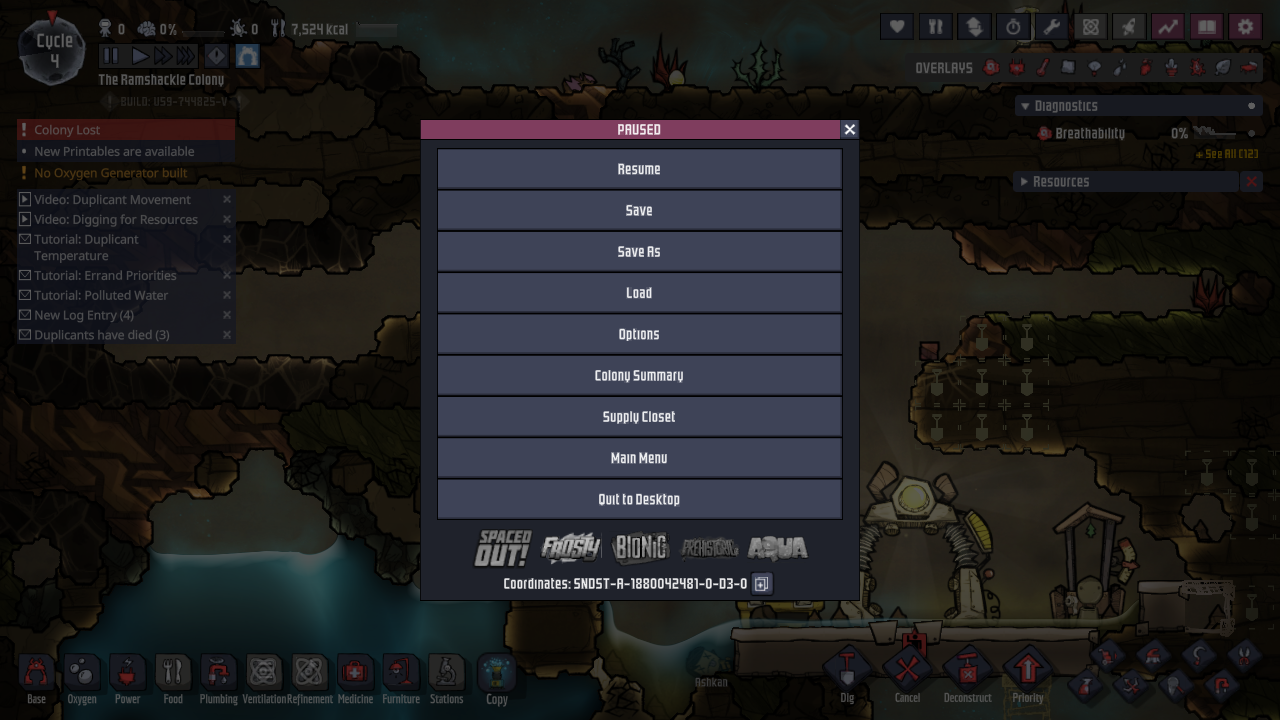 Cycle
4
0
0%
0
7,524 kcal
The Ramshackle Colony
BUILD: U59-744825-V
Colony Lost
New Printables are available
No Oxygen Generator built
Video: Duplicant Movement
Video: Digging for Resources
Tutorial: Duplicant
Temperature
Tutorial: Errand Priorities
Tutorial: Polluted Water
New Log Entry (4)
Duplicants have died (3)
OVERLAYS
Diagnostics
Breathability
0%
+ See All (12)
Resources
PAUSED
Resume
Save
Save As
Load
Options
Colony Summary
Supply Closet
Main Menu
Quit to Desktop
SPACED
OUT!
FROSTY
BIONIC
PREHISTORIC
AQUA
Coordinates: SNDST-A-1880042481-0-D3-0
Ashkan
Base
Oxygen
Power
Food
Plumbing
Ventilation
Refinement
Medicine
Furniture
Stations
Copy
Dig
Cancel
Deconstruct
Priority